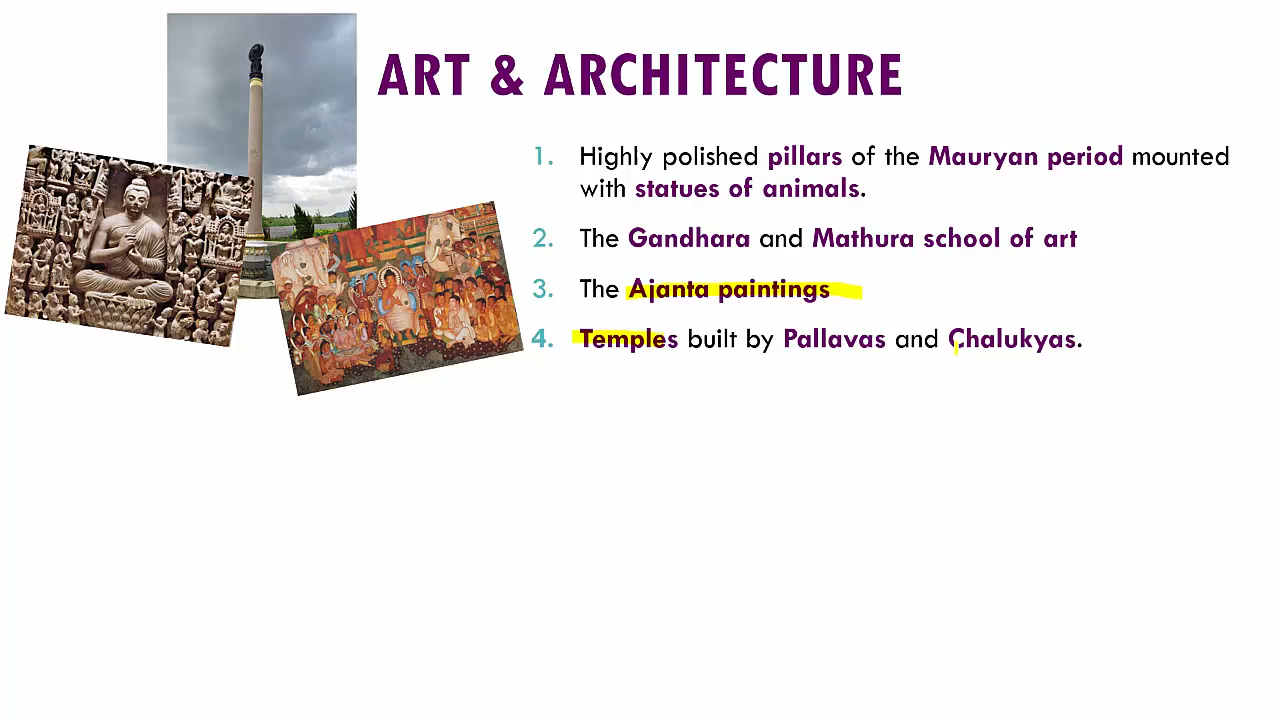 ART & ARCHITECTURE
1. Highly polished pillars of the Mauryan period mounted
with statues of animals.
2. The Gandhara and Mathura school of art
3. The Ajanta paintings
4. Temples built by Pallavas and Chalukyas.